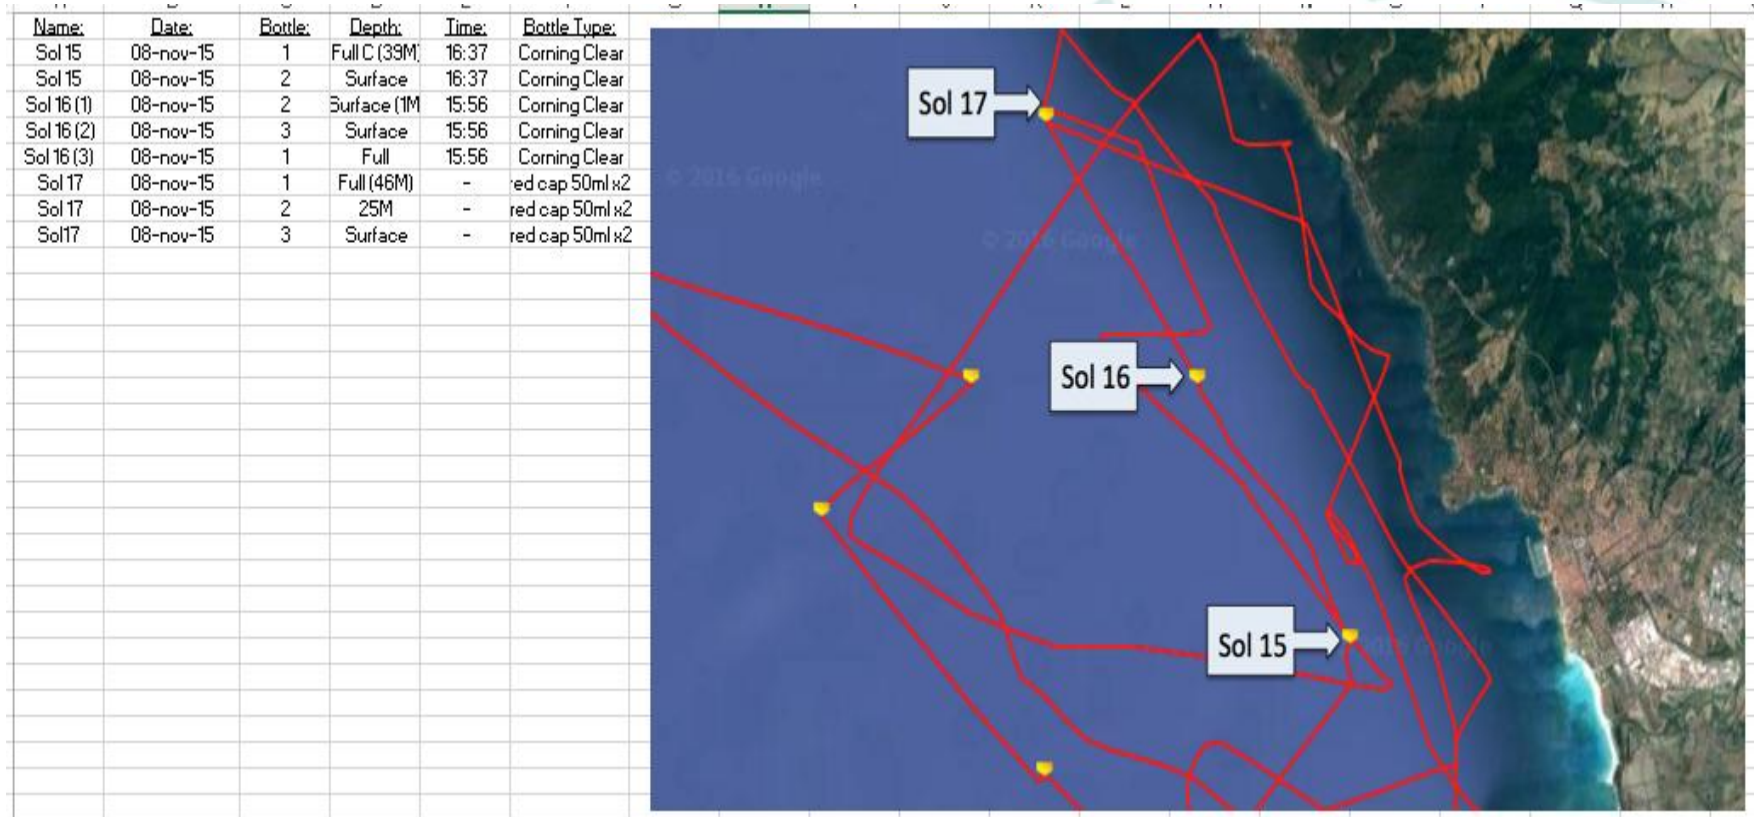 Name: Date: Bottle: Depth: Time: Bottle Type:
Sol 15 08-nov-15 1 Full C (39M) 16:37 Corning Clear
Sol 15 08-nov-15 2 Surface 16:37 Corning Clear
Sol 16 (1) 08-nov-15 2 Surface (1M 15:56 Corning Clear
Sol 16 (2) 08-nov-15 3 Surface 15:56 Corning Clear
Sol 16 (3) 08-nov-15 1 Full 15:56 Corning Clear
Sol 17 08-nov-15 1 Full (46M) - red cap 50ml x2
Sol 17 08-nov-15 2 25M - red cap 50ml x2
Sol17 08-nov-15 3 Surface - red cap 50ml x2
Sol 17
© 2016 Google
© 2016 Google
Sol 16
Sol 15
2016 Google